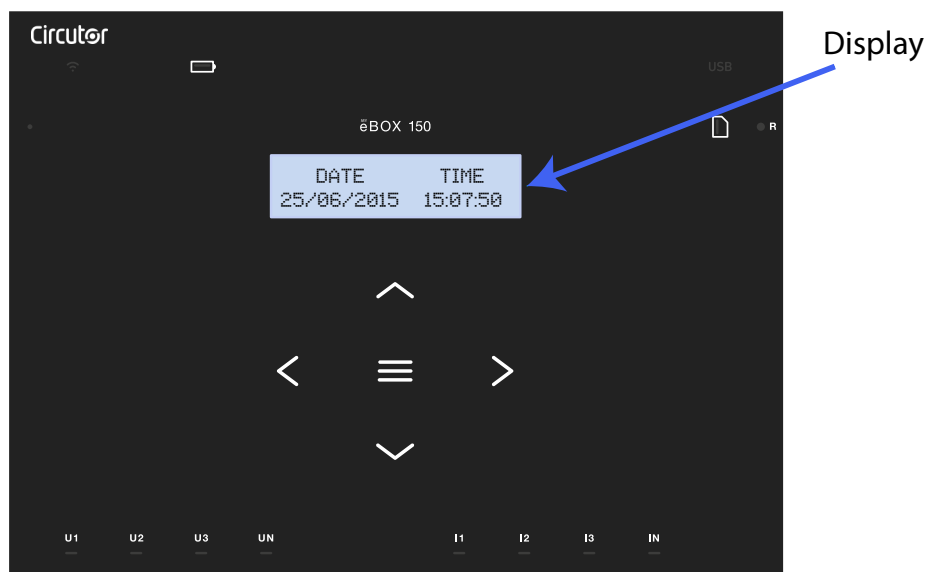 Circutor
Display
USB
MYeBOX 150
R
DATE TIME
25/06/2015 15:07:50
U1 U2 U3 UN I1 I2 I3 IN